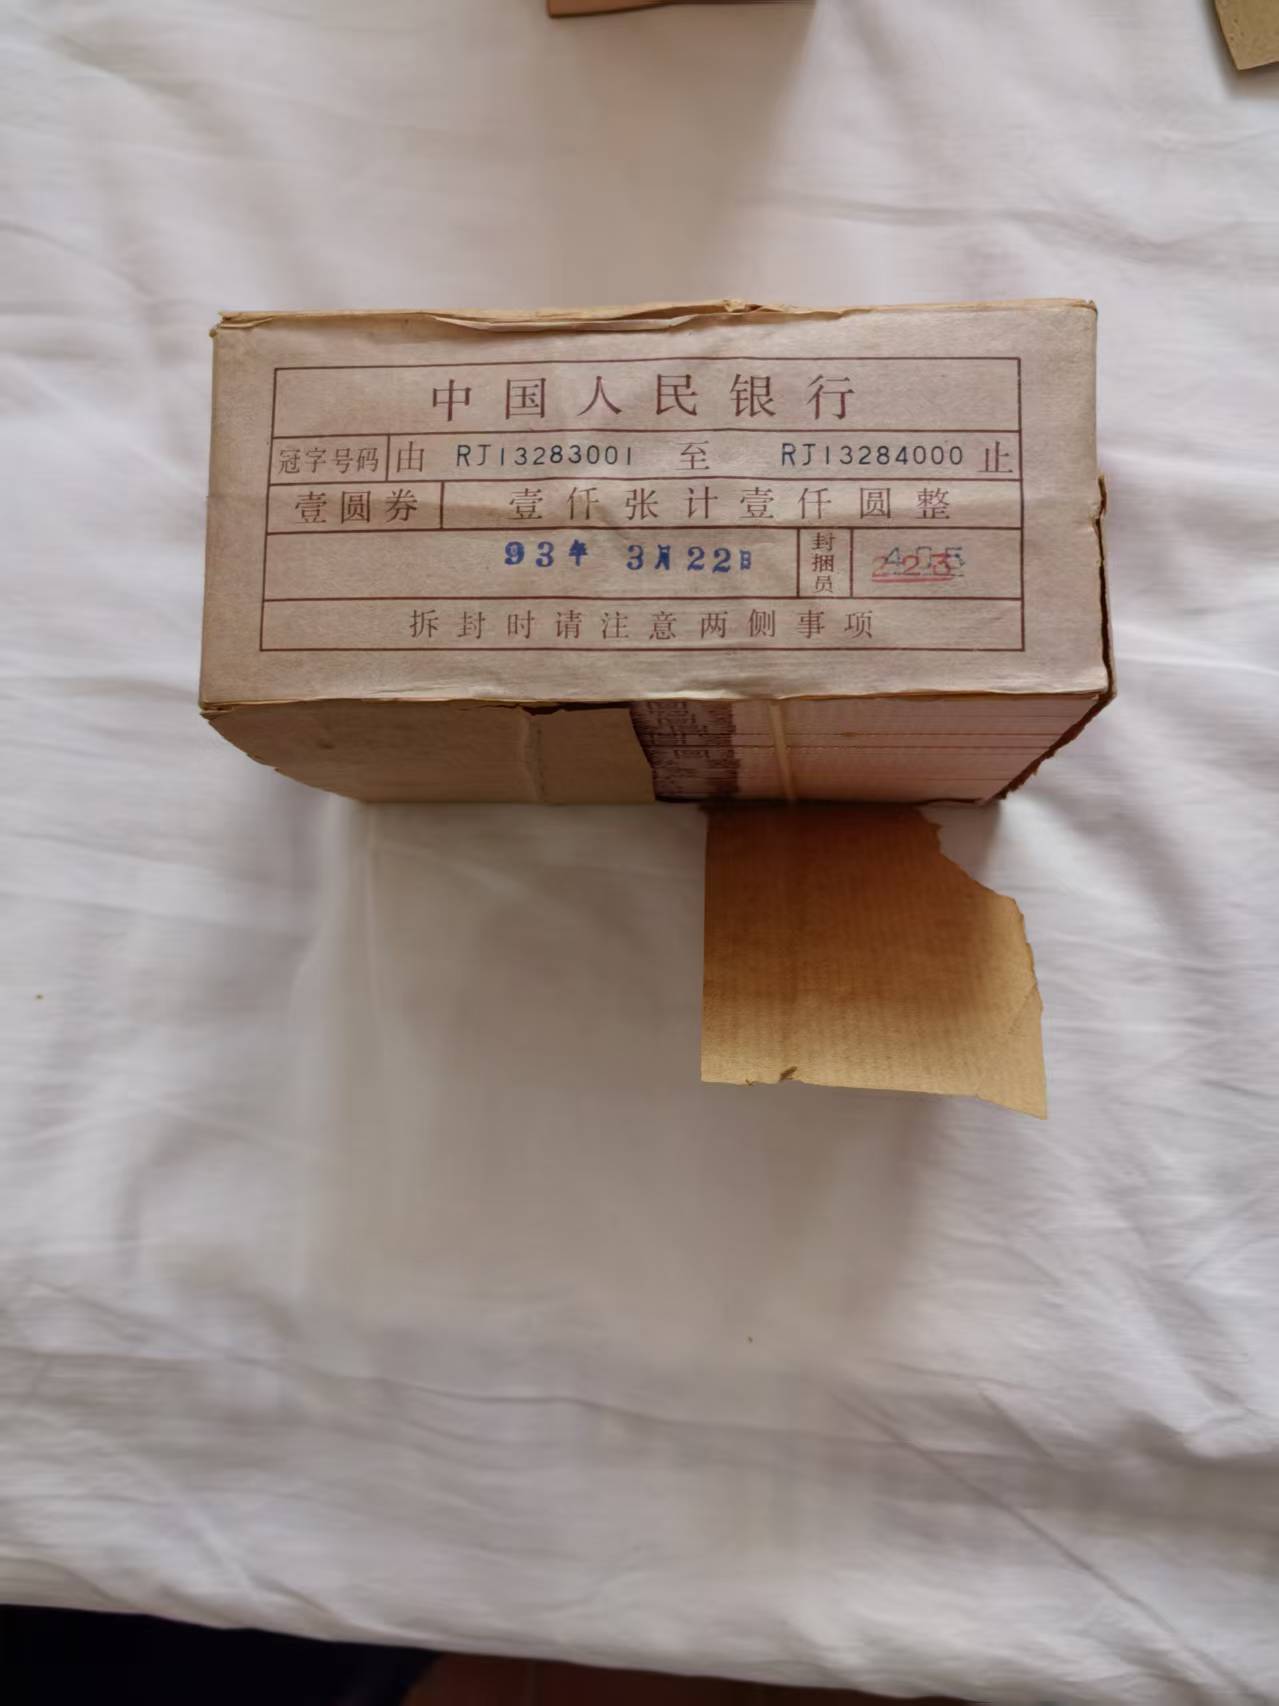 中国人民银行
冠字号码 由 RJ13283001 至 RJ13284000 止
壹圆券 壹仟张计壹仟圆整
93年 3月22日 封捆员
拆封时请注意两侧事项